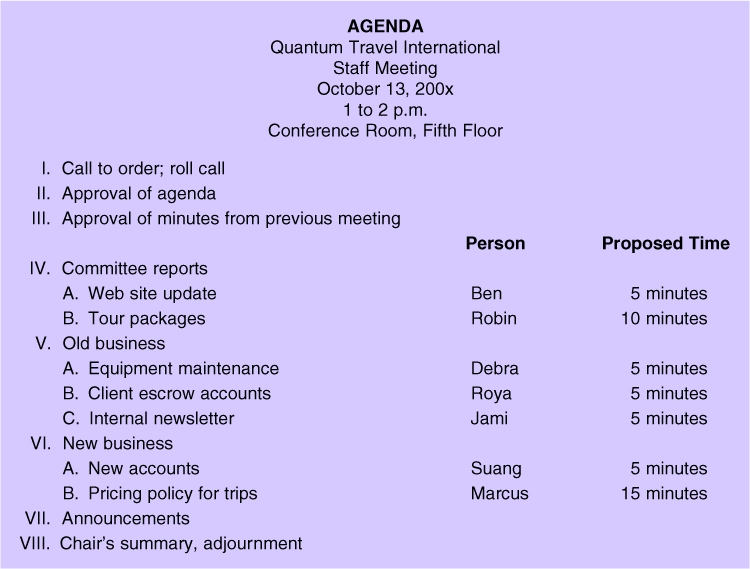 AGENDA
Quantum Travel International
Staff Meeting
October 13, 200x
1 to 2 p.m.
Conference Room, Fifth Floor
I. Call to order; roll call
II. Approval of agenda
III. Approval of minutes from previous meeting
Person Proposed Time
IV. Committee reports
A. Web site update Ben 5 minutes
B. Tour packages Robin 10 minutes
V. Old business
A. Equipment maintenance Debra 5 minutes
B. Client escrow accounts Roya 5 minutes
C. Internal newsletter Jami 5 minutes
VI. New business
A. New accounts Suang 5 minutes
B. Pricing policy for trips Marcus 15 minutes
VII. Announcements
VIII. Chair's summary, adjournment